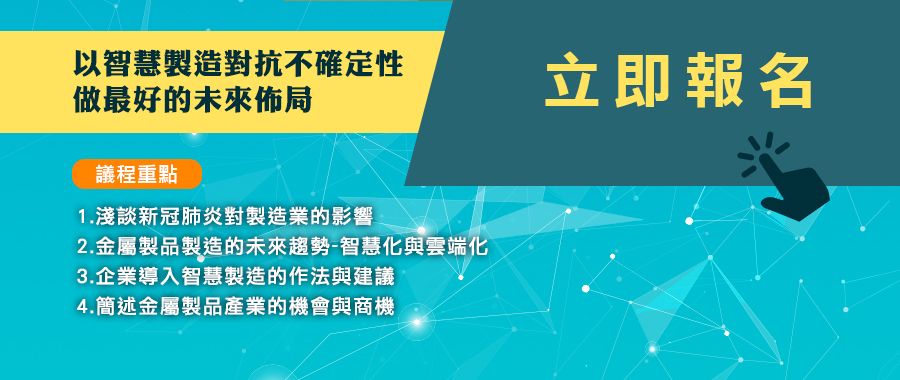 以智慧製造對抗不確定性
做最好的未來佈局
立即報名
議程重點
1.淺談新冠肺炎對製造業的影響
2.金屬製品製造的未來趨勢-智慧化與雲端化
3.企業導入智慧製造的作法與建議
4.簡述金屬製品產業的機會與商機